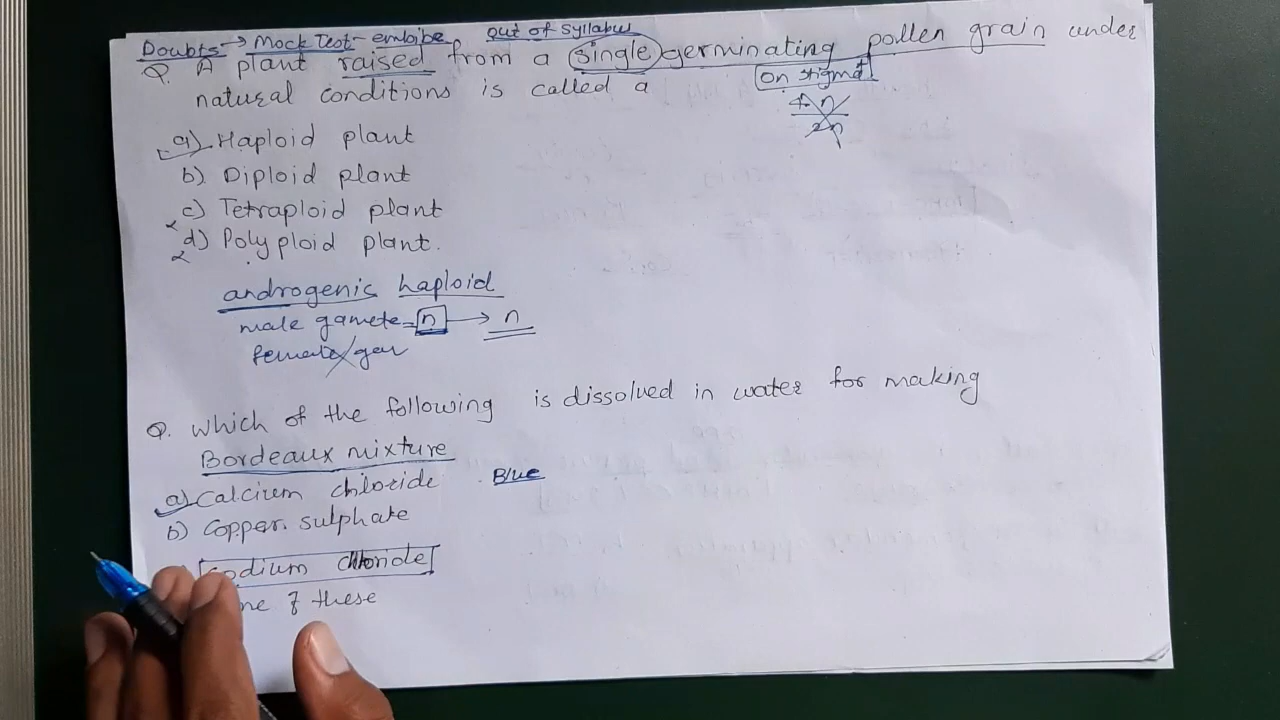 Doubts → Mock Test - embibe out of syllabus
Q. A plant raised from a single germinating pollen grain under
on stigma
natural conditions is called a
n
2n
a) Haploid plant
b) Diploid plant
c) Tetraploid plant
d) Polyploid plant.
androgenic haploid
male gamete = n → n
female gam
Q. Which of the following is dissolved in water for making
Bordeaux mixture
a) Calcium chloride Blue
b) Copper sulphate
Sodium chloride
ne of these